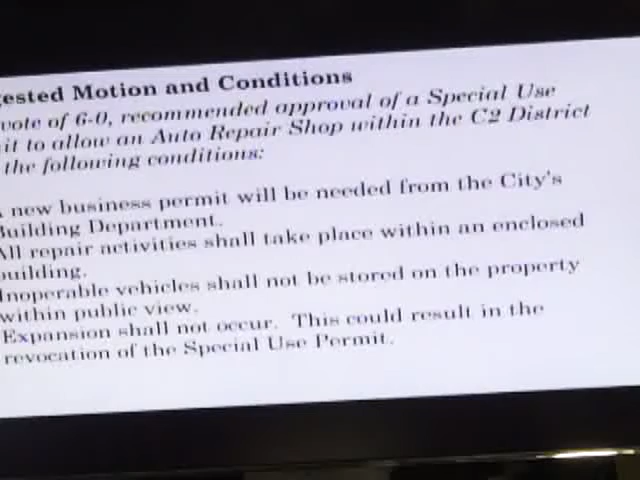 ested Motion and Conditions
vote of 6-0, recommended approval of a Special Use
it to allow an Auto Repair Shop within the C2 District
the following conditions:
A new business permit will be needed from the City's
Building Department.
All repair activities shall take place within an enclosed
building.
Inoperable vehicles shall not be stored on the property
within public view.
Expansion shall not occur. This could result in the
revocation of the Special Use Permit.